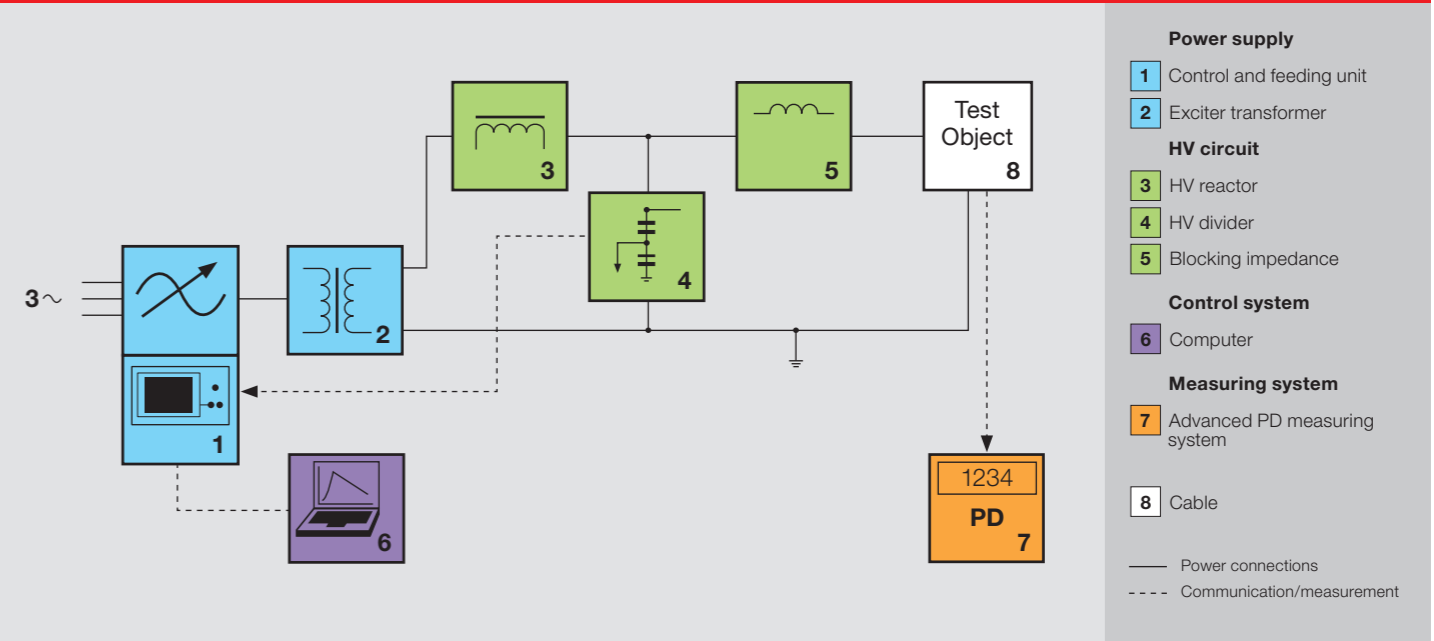 3~
1
2
3
4
5
Test
Object
8
6
1234
PD
7
Power supply
1 Control and feeding unit
2 Exciter transformer
HV circuit
3 HV reactor
4 HV divider
5 Blocking impedance
Control system
6 Computer
Measuring system
7 Advanced PD measuring
system
8 Cable
Power connections
Communication/measurement